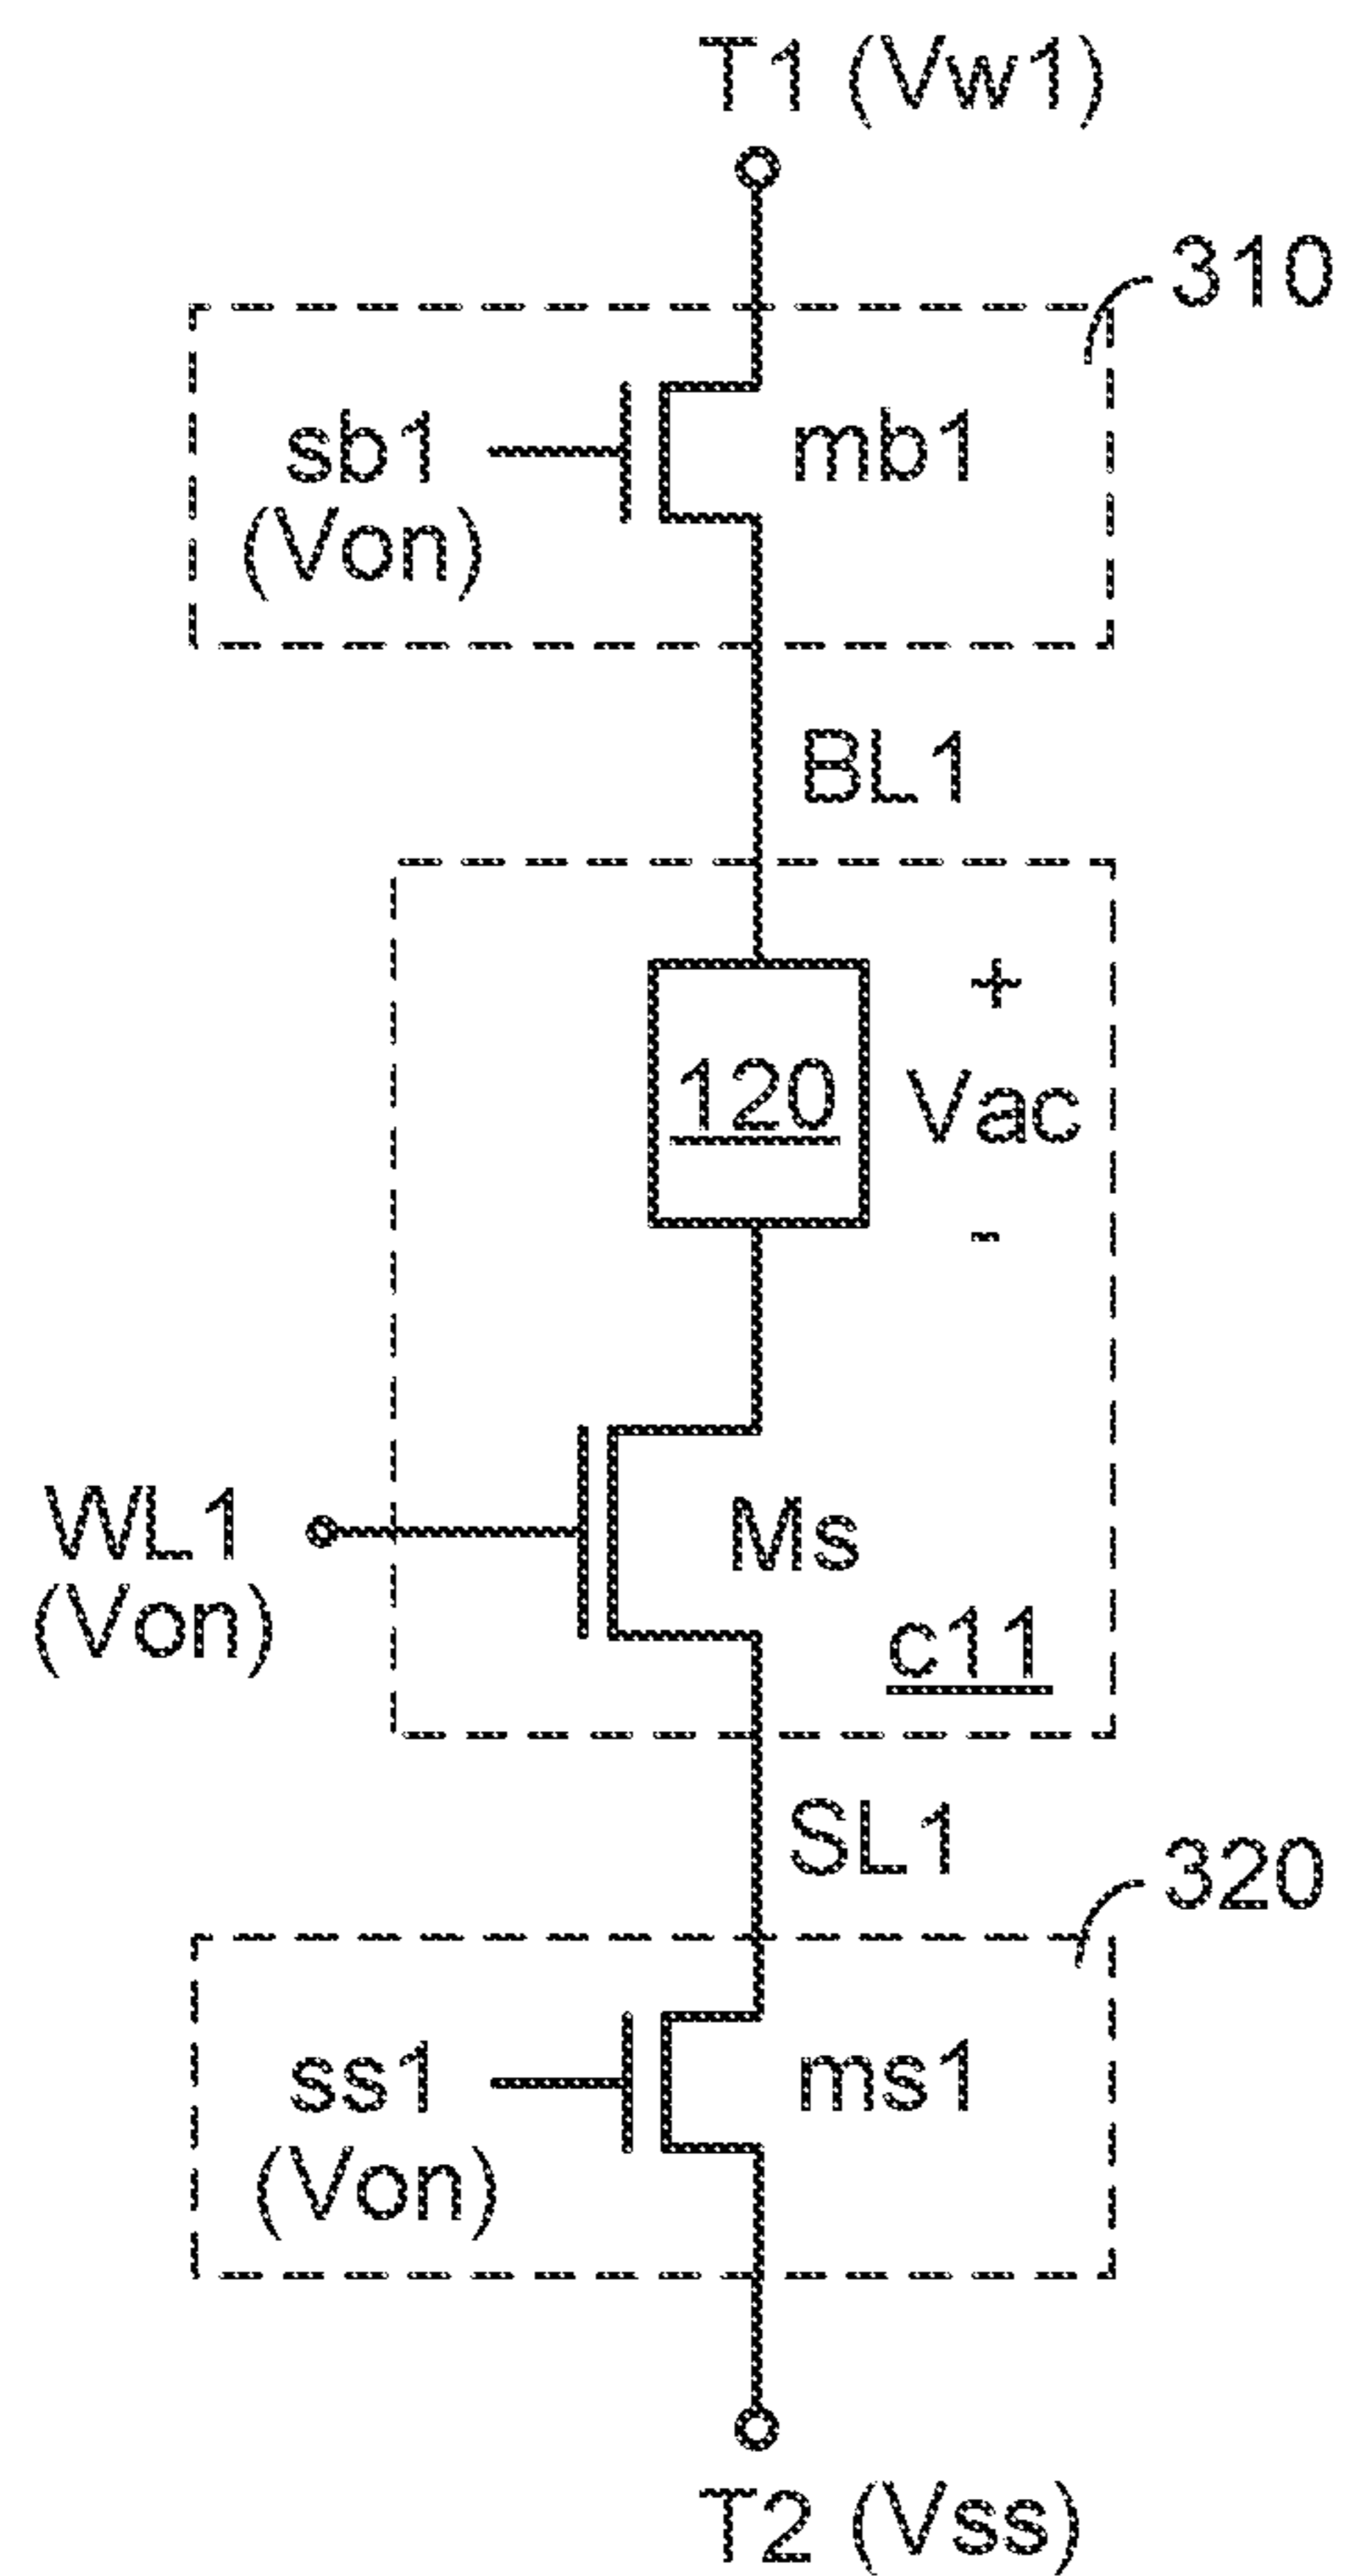 T1 (Vw1)
310
sb1
(Von)
mb1
BL1
+
120
Vac
-
WL1
(Von)
Ms
c11
SL1
320
ss1
(Von)
ms1
T2 (Vss)